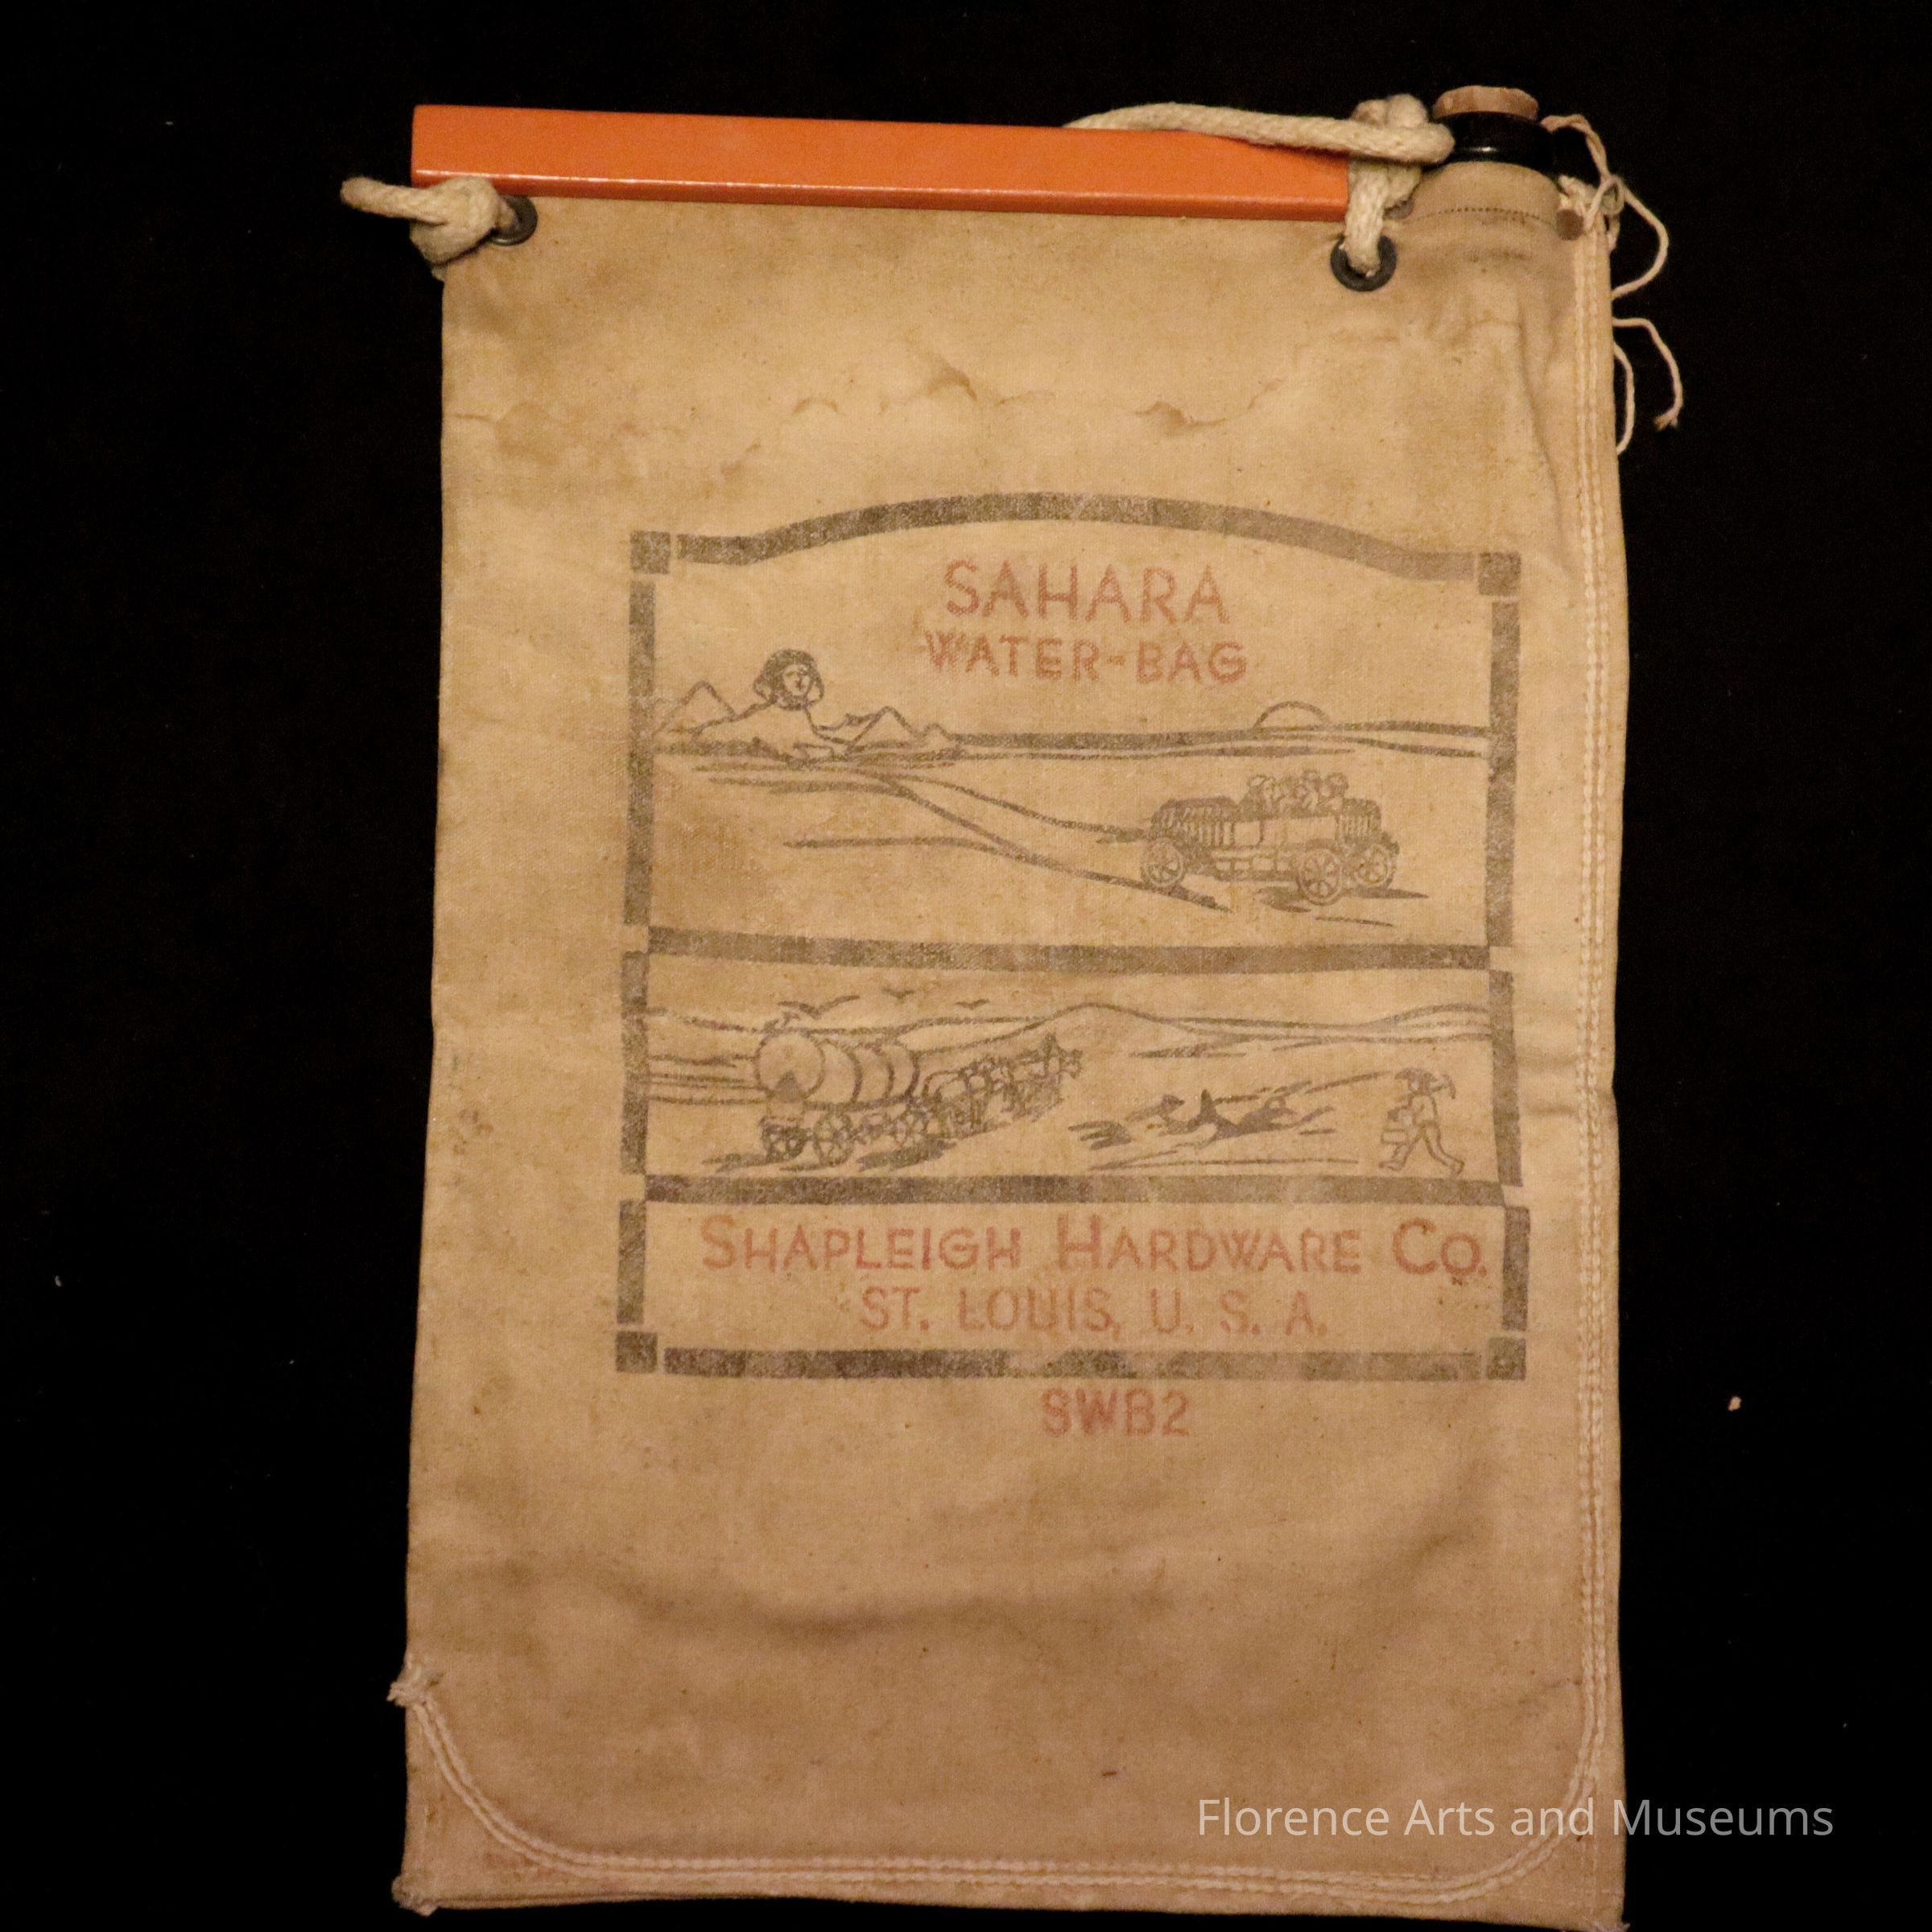 SAHARA
WATER-BAG
SHAPLEIGH HARDWARE CO.
ST. LOUIS, U. S. A.
SWB2
Florence Arts and Museums